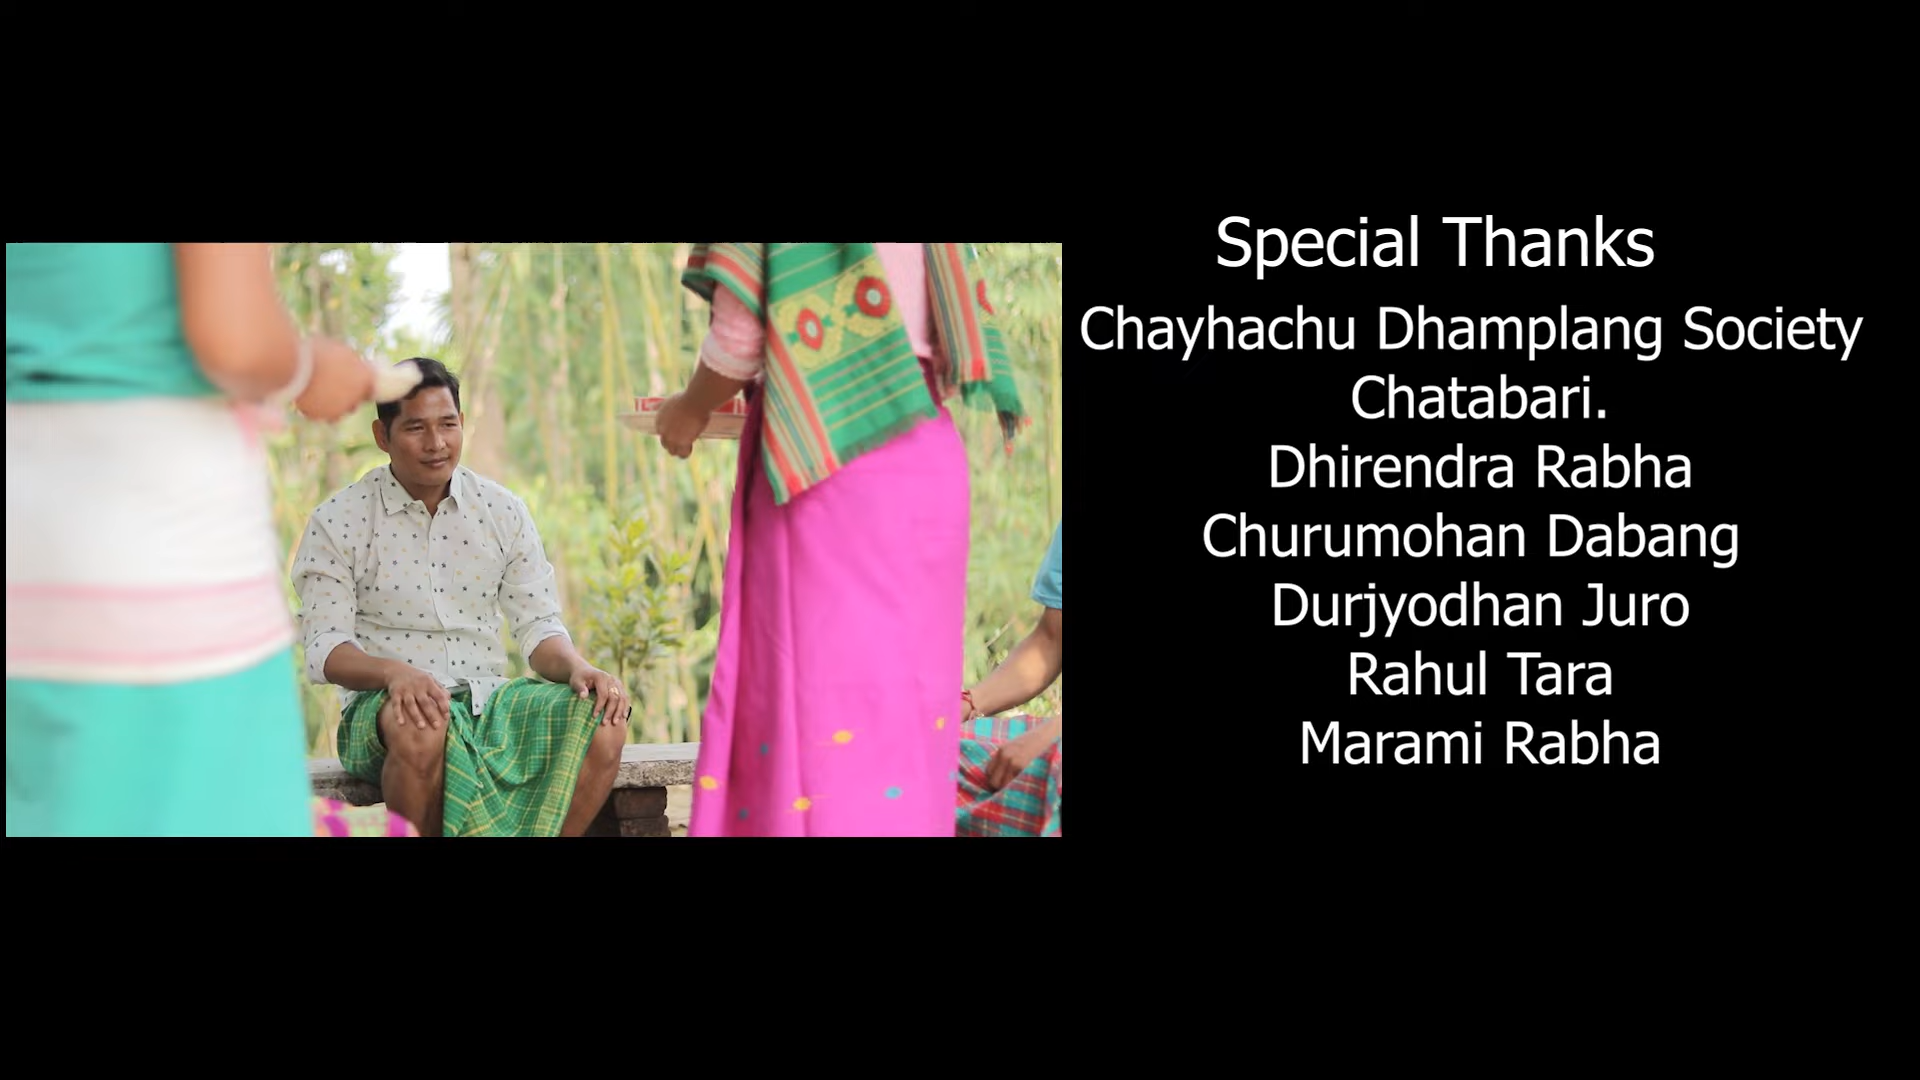 Special Thanks
Chayhachu Dhamplang Society
Chatabari.
Dhirendra Rabha
Churumohan Dabang
Durjyodhan Juro
Rahul Tara
Marami Rabha